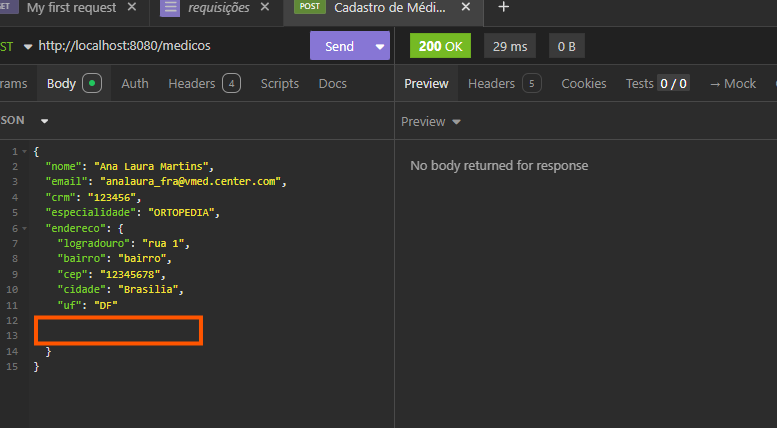 GET My first request × requisições × POST Cadastro de Médi... × +
ST http://localhost:8080/medicos Send 200 OK 29 ms 0 B
rams Body Auth Headers 4 Scripts Docs Preview Headers 5 Cookies Tests 0 / 0 → Mock
SON Preview
1 {
2 "nome": "Ana Laura Martins",
3 "email": "analaura_fra@vmed.center.com",
4 "crm": "123456",
5 "especialidade": "ORTOPEDIA",
6 "endereco": {
7 "logradouro": "rua 1",
8 "bairro": "bairro",
9 "cep": "12345678",
10 "cidade": "Brasilia",
11 "uf": "DF"
12
13
14 }
15 }
No body returned for response